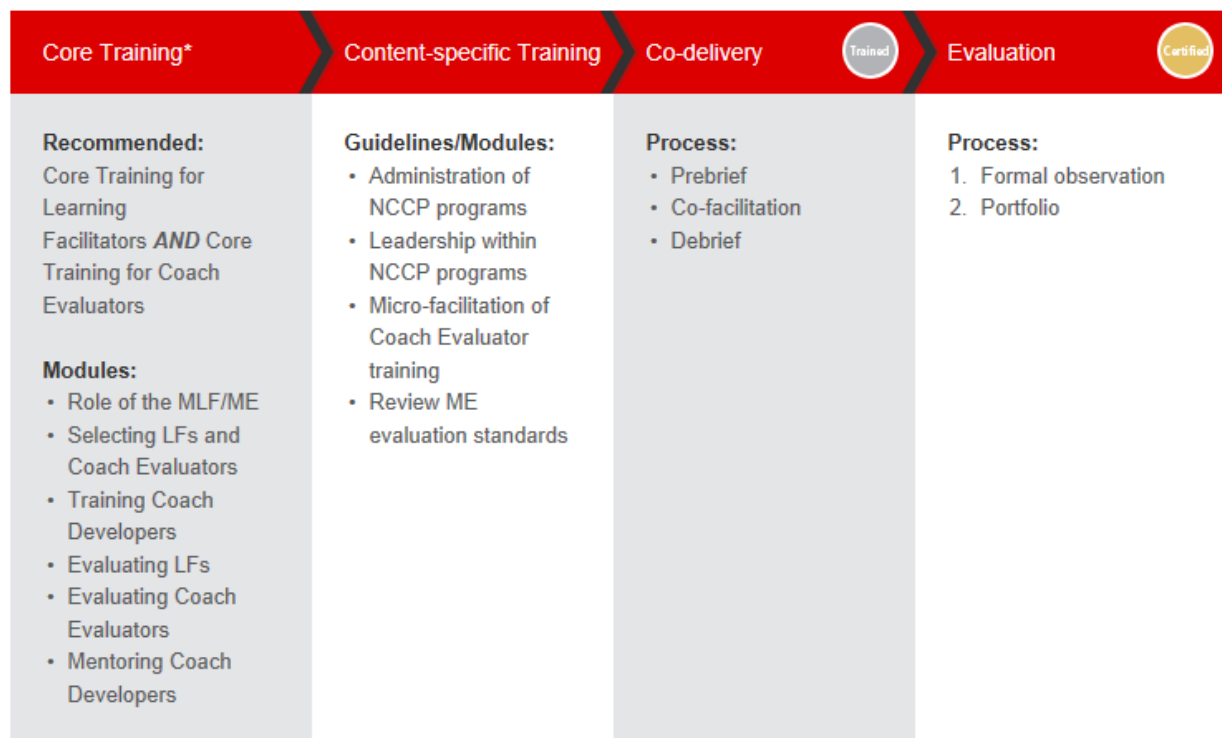 Core Training*
Content-specific Training
Co-delivery
Trained
Evaluation
Certified
Recommended:
Core Training for
Learning
Facilitators AND Core
Training for Coach
Evaluators
Modules:
• Role of the MLF/ME
• Selecting LFs and
Coach Evaluators
• Training Coach
Developers
• Evaluating LFs
• Evaluating Coach
Evaluators
• Mentoring Coach
Developers
Guidelines/Modules:
• Administration of
NCCP programs
• Leadership within
NCCP programs
• Micro-facilitation of
Coach Evaluator
training
• Review ME
evaluation standards
Process:
• Prebrief
• Co-facilitation
• Debrief
Process:
1. Formal observation
2. Portfolio